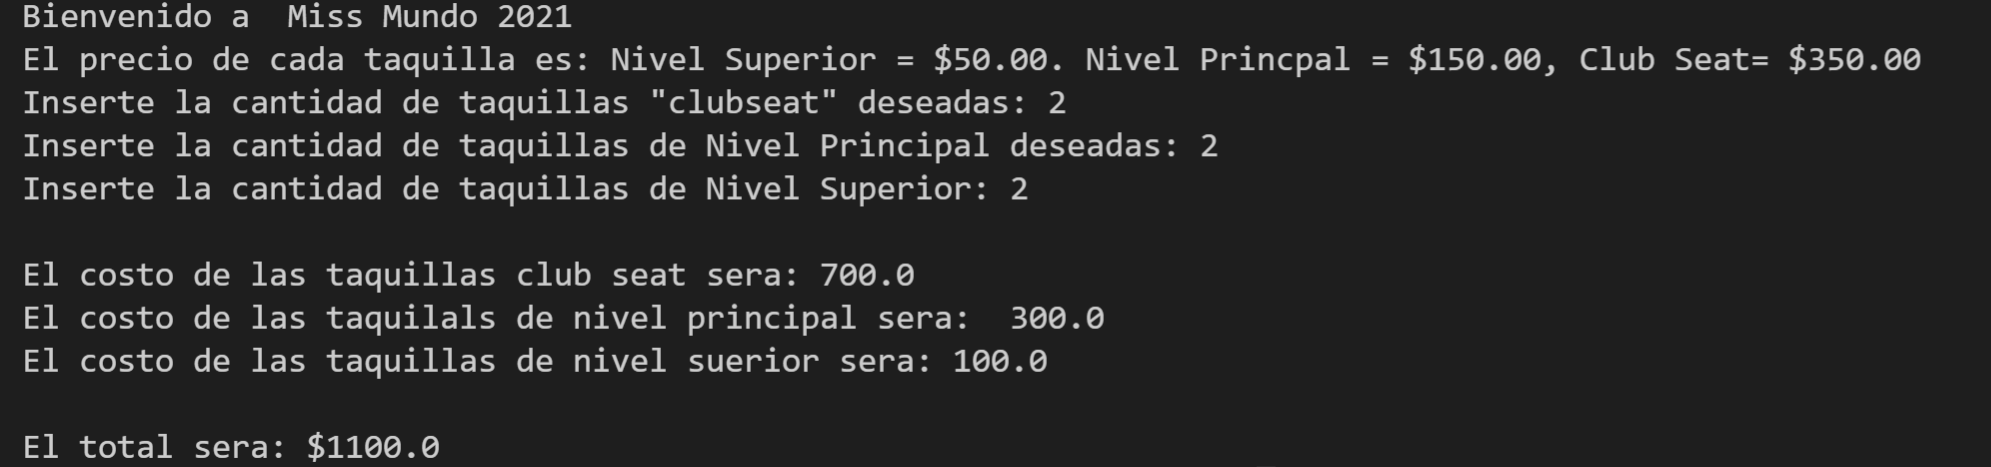 Bienvenido a  Miss Mundo 2021
El precio de cada taquilla es: Nivel Superior = $50.00. Nivel Princpal = $150.00, Club Seat= $350.00
Inserte la cantidad de taquillas "clubseat" deseadas: 2
Inserte la cantidad de taquillas de Nivel Principal deseadas: 2
Inserte la cantidad de taquillas de Nivel Superior: 2
El costo de las taquillas club seat sera: 700.0
El costo de las taquilals de nivel principal sera:  300.0
El costo de las taquillas de nivel suerior sera: 100.0
El total sera: $1100.0